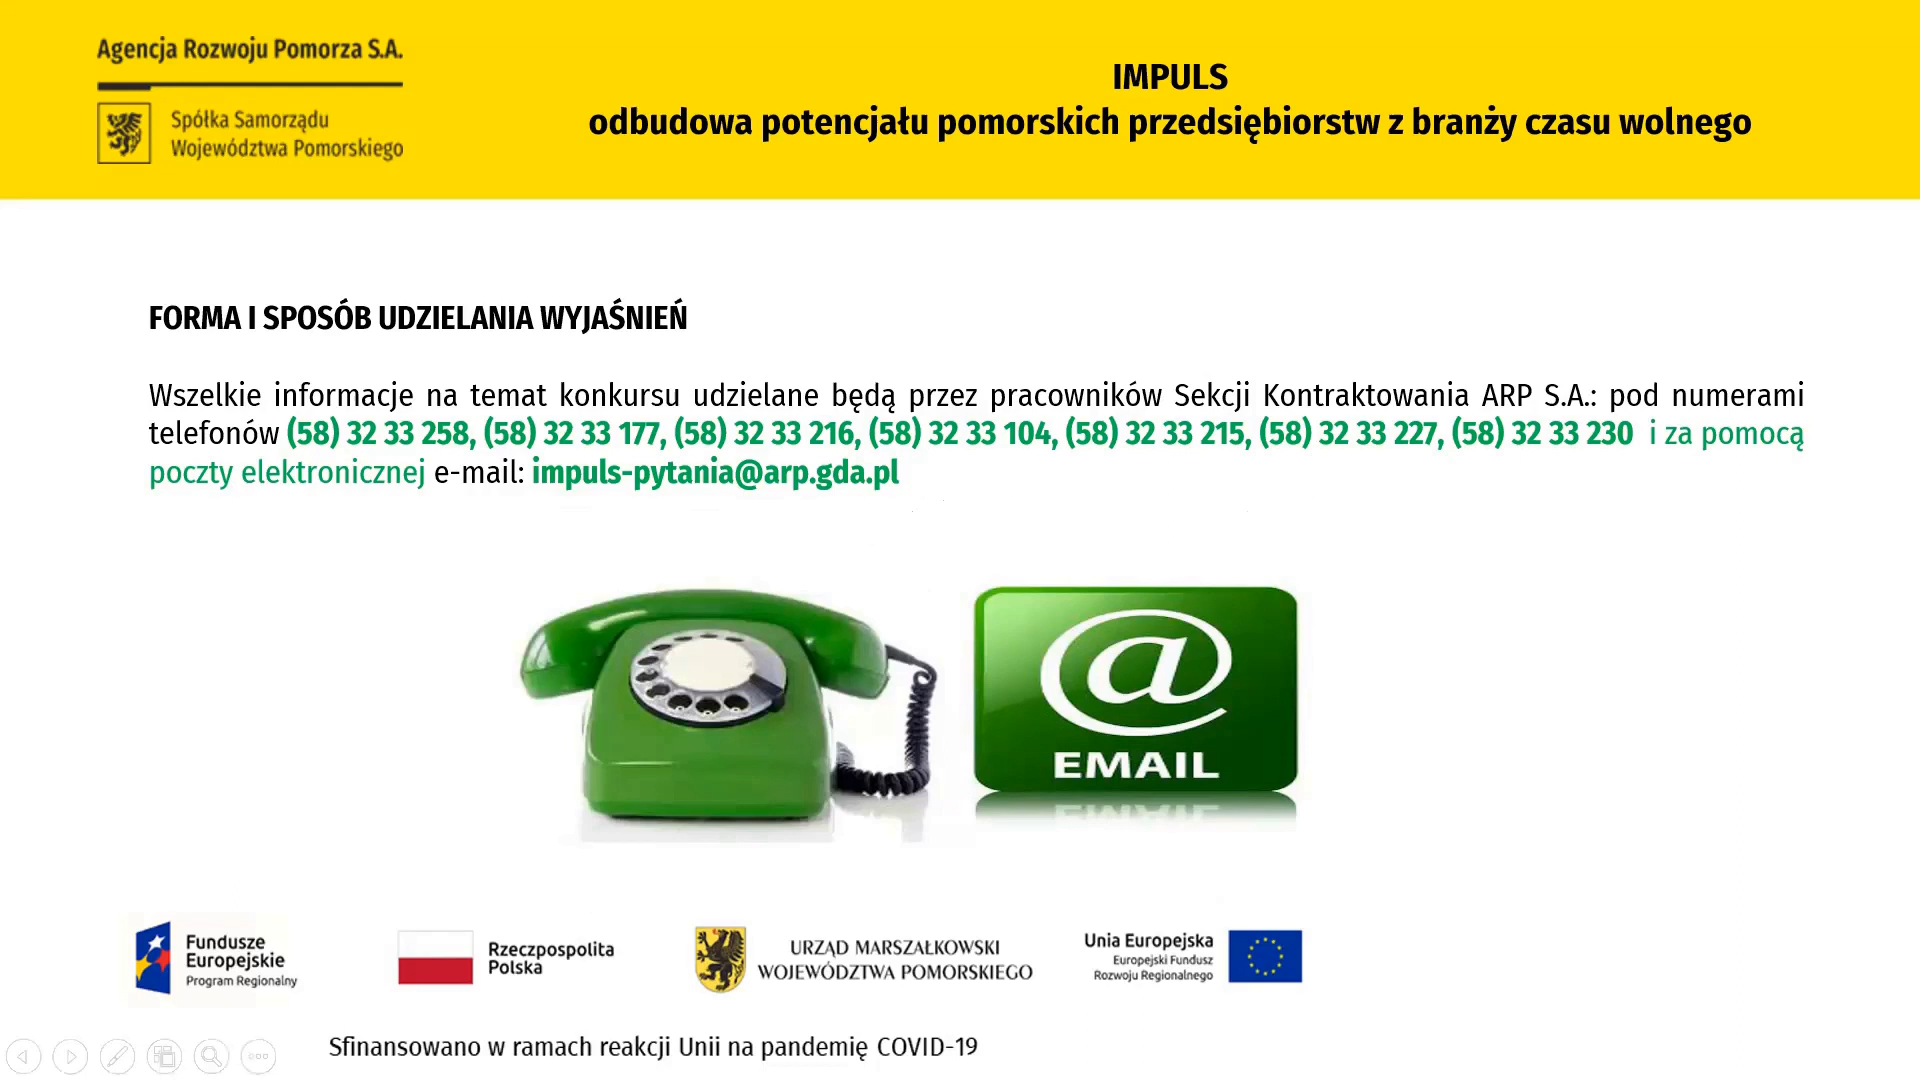 Agencja Rozwoju Pomorza S.A.
Spółka Samorządu
Województwa Pomorskiego
IMPULS
odbudowa potencjału pomorskich przedsiębiorstw z branży czasu wolnego
FORMA I SPOSÓB UDZIELANIA WYJAŚNIEŃ
Wszelkie informacje na temat konkursu udzielane będą przez pracowników Sekcji Kontraktowania ARP S.A.: pod numerami
telefonów (58) 32 33 258, (58) 32 33 177, (58) 32 33 216, (58) 32 33 104, (58) 32 33 215, (58) 32 33 227, (58) 32 33 230 i za pomocą
poczty elektronicznej e-mail: impuls-pytania@arp.gda.pl
@
EMAIL
Fundusze
Europejskie
Program Regionalny
Rzeczpospolita
Polska
URZĄD MARSZAŁKOWSKI
WOJEWÓDZTWA POMORSKIEGO
Unia Europejska
Europejski Fundusz
Rozwoju Regionalnego
Sfinansowano w ramach reakcji Unii na pandemię COVID-19